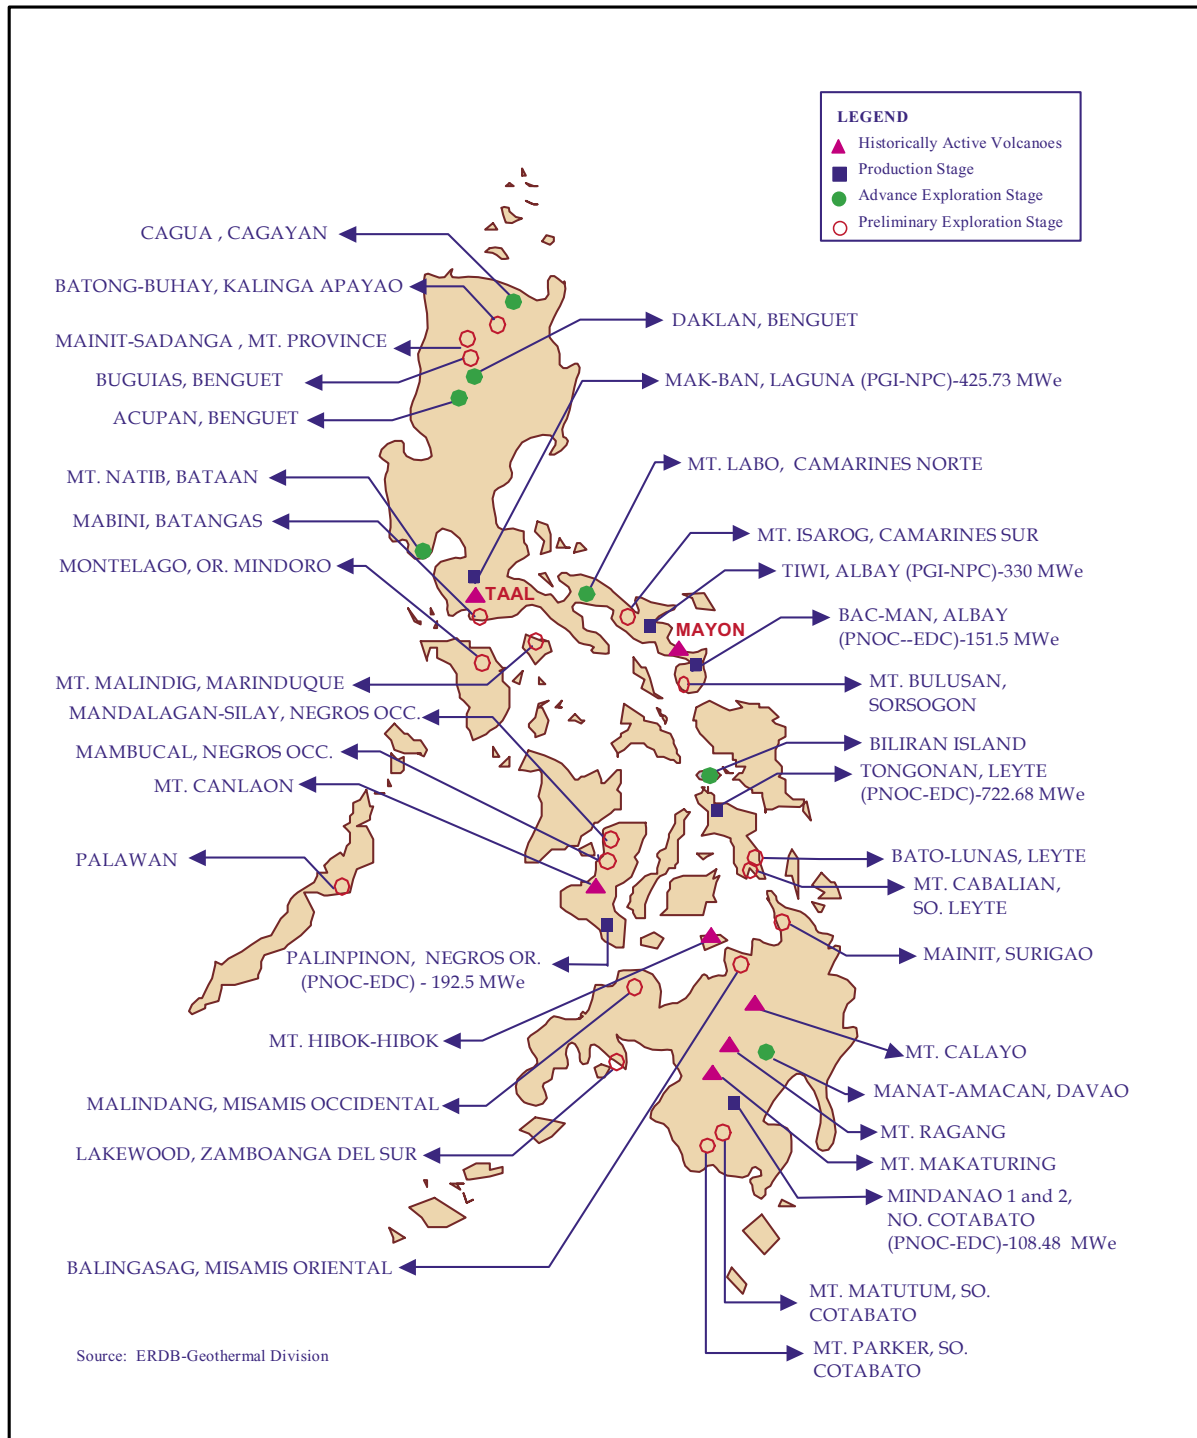 LEGEND
Historically Active Volcanoes
Production Stage
Advance Exploration Stage
Preliminary Exploration Stage
CAGUA , CAGAYAN
BATONG-BUHAY, KALINGA APAYAO
MAINIT-SADANGA , MT. PROVINCE
BUGUIAS, BENGUET
ACUPAN, BENGUET
MT. NATIB, BATAAN
MABINI, BATANGAS
MONTELAGO, OR. MINDORO
MT. MALINDIG, MARINDUQUE
MANDALAGAN-SILAY, NEGROS OCC.
MAMBUCAL, NEGROS OCC.
MT. CANLAON
PALAWAN
PALINPINON,  NEGROS OR.
(PNOC-EDC) - 192.5 MWe
MT. HIBOK-HIBOK
MALINDANG, MISAMIS OCCIDENTAL
LAKEWOOD, ZAMBOANGA DEL SUR
BALINGASAG, MISAMIS ORIENTAL
TAAL
MAYON
DAKLAN, BENGUET
MAK-BAN, LAGUNA (PGI-NPC)-425.73 MWe
MT. LABO,  CAMARINES NORTE
MT. ISAROG, CAMARINES SUR
TIWI, ALBAY (PGI-NPC)-330 MWe
BAC-MAN, ALBAY
(PNOC--EDC)-151.5 MWe
MT. BULUSAN,
SORSOGON
BILIRAN ISLAND
TONGONAN, LEYTE
(PNOC-EDC)-722.68 MWe
BATO-LUNAS, LEYTE
MT. CABALIAN,
SO. LEYTE
MAINIT, SURIGAO
MT. CALAYO
MANAT-AMACAN, DAVAO
MT. RAGANG
MT. MAKATURING
MINDANAO 1 and 2,
NO. COTABATO
(PNOC-EDC)-108.48  MWe
MT. MATUTUM, SO.
COTABATO
MT. PARKER, SO.
COTABATO
Source:  ERDB-Geothermal Division